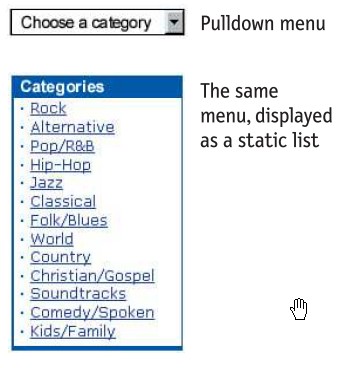 Choose a category
Pulldown menu
Categories
· Rock
· Alternative
· Pop/R&B
· Hip-Hop
· Jazz
· Classical
· Folk/Blues
· World
· Country
· Christian/Gospel
· Soundtracks
· Comedy/Spoken
· Kids/Family
The same
menu, displayed
as a static list